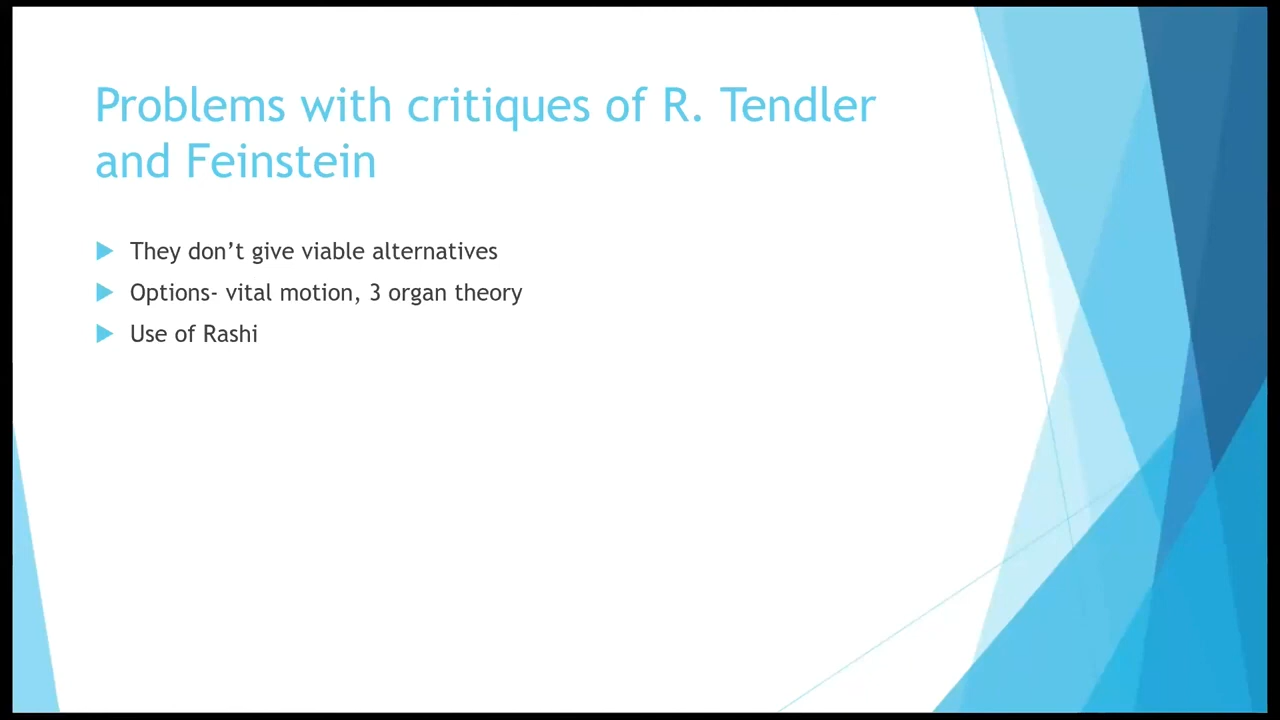 Problems with critiques of R. Tendler
and Feinstein
They don’t give viable alternatives
Options- vital motion, 3 organ theory
Use of Rashi